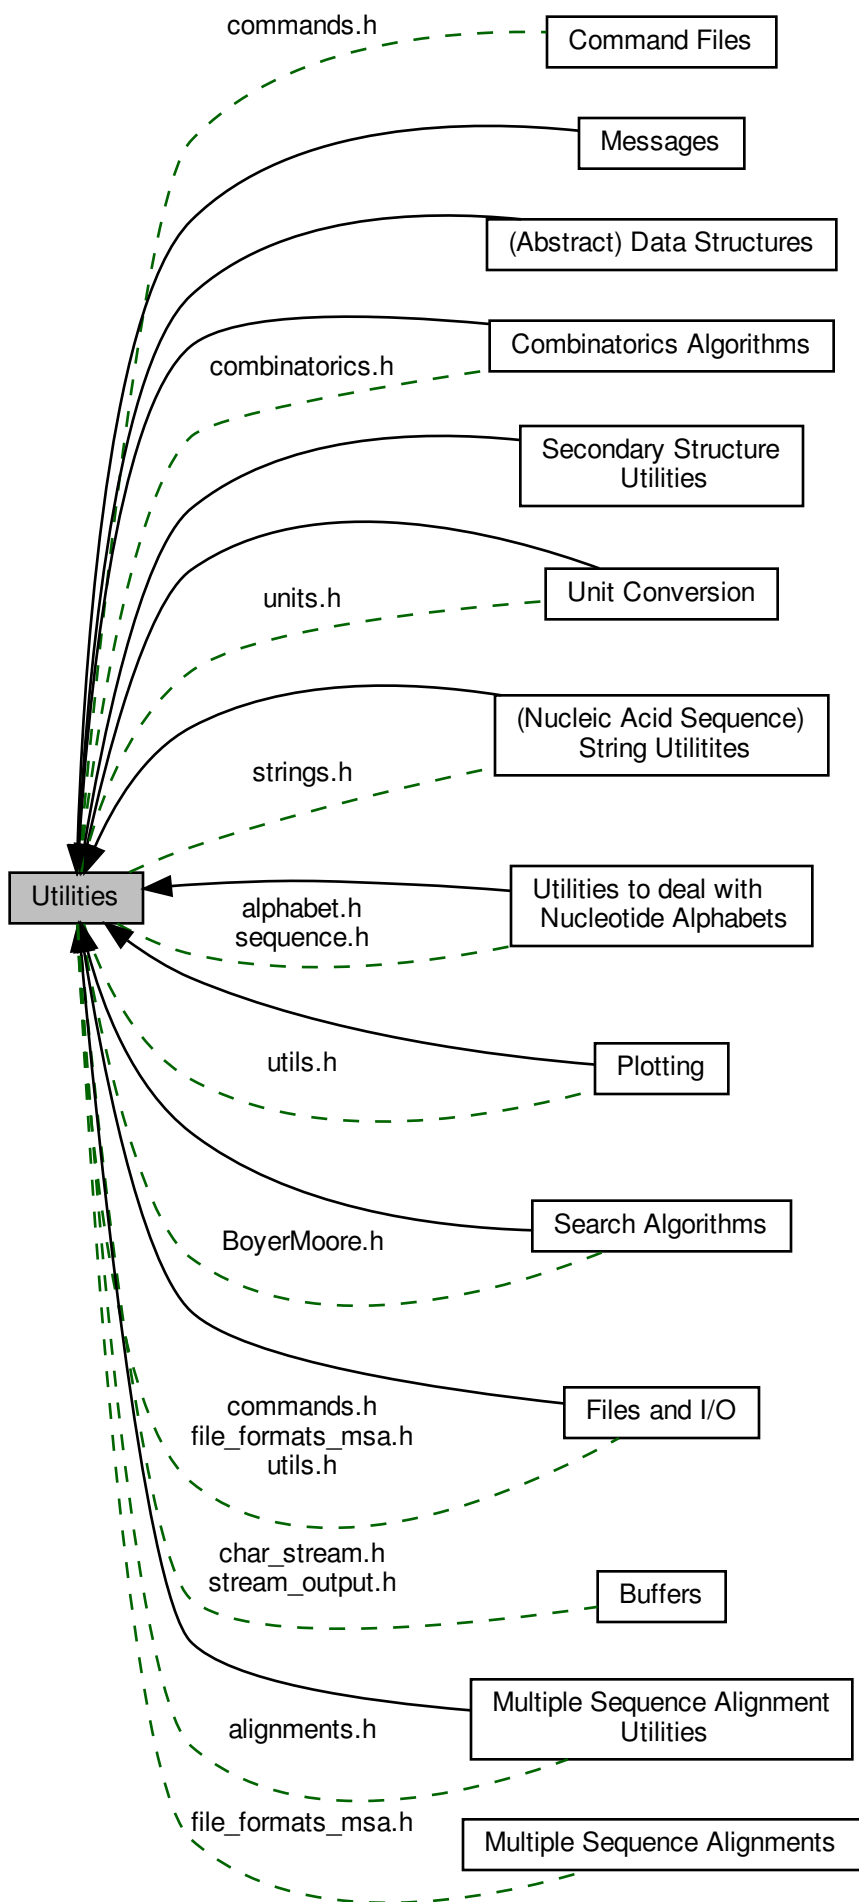 commands.h
Command Files
Messages
(Abstract) Data Structures
Combinatorics Algorithms
combinatorics.h
Secondary Structure
Utilities
Unit Conversion
units.h
(Nucleic Acid Sequence)
String Utilitites
strings.h
Utilities
Utilities to deal with
Nucleotide Alphabets
alphabet.h
sequence.h
Plotting
utils.h
Search Algorithms
BoyerMoore.h
Files and I/O
commands.h
file_formats_msa.h
utils.h
char_stream.h
stream_output.h
Buffers
Multiple Sequence Alignment
Utilities
alignments.h
file_formats_msa.h
Multiple Sequence Alignments